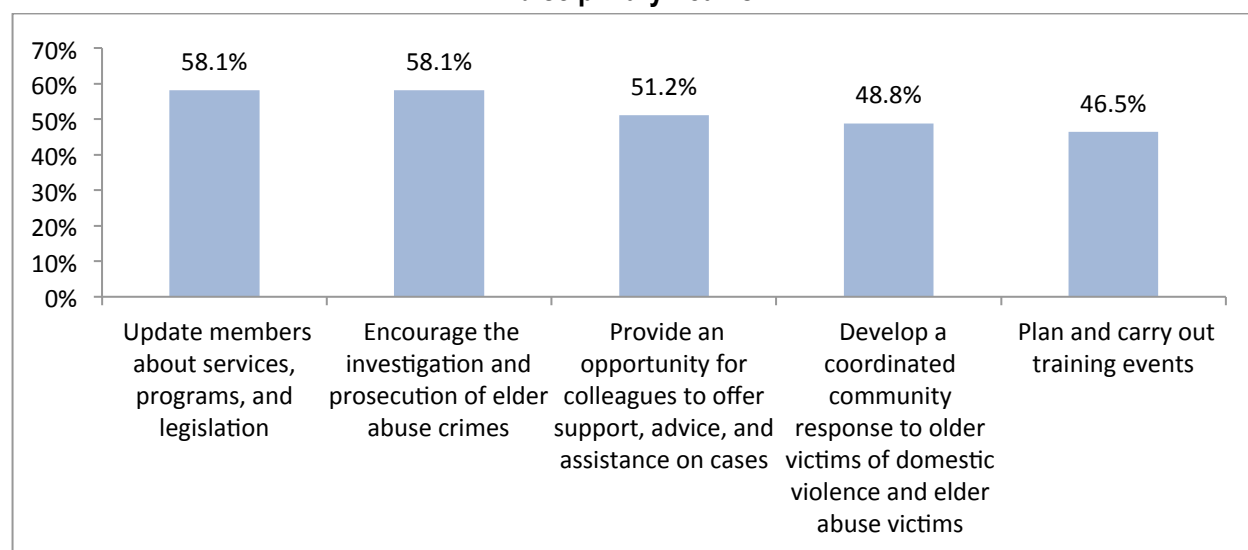 70%
60%
50%
40%
30%
20%
10%
0%
58.1%
58.1%
51.2%
48.8%
46.5%
Update members
about services,
programs, and
legislation
Encourage the
investigation and
prosecution of elder
abuse crimes
Provide an
opportunity for
colleagues to offer
support, advice, and
assistance on cases
Develop a
coordinated
community
response to older
victims of domestic
violence and elder
abuse victims
Plan and carry out
training events